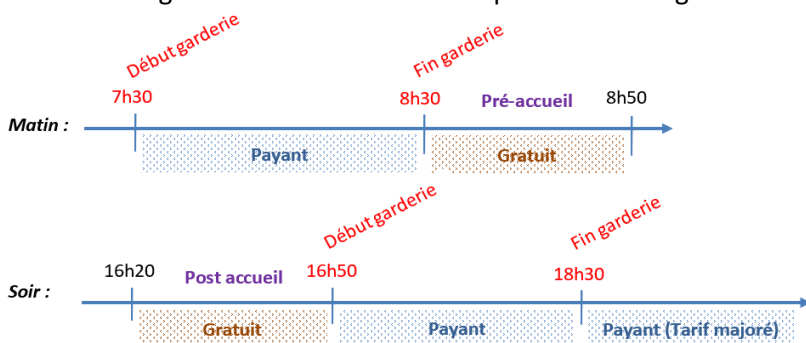 Début garderie
Fin garderie
7h30
8h30
Pré-accueil
8h50
Matin :
Payant
Gratuit
Début garderie
Fin garderie
16h20
Post accueil
16h50
18h30
Soir :
Gratuit
Payant
Payant (Tarif majoré)